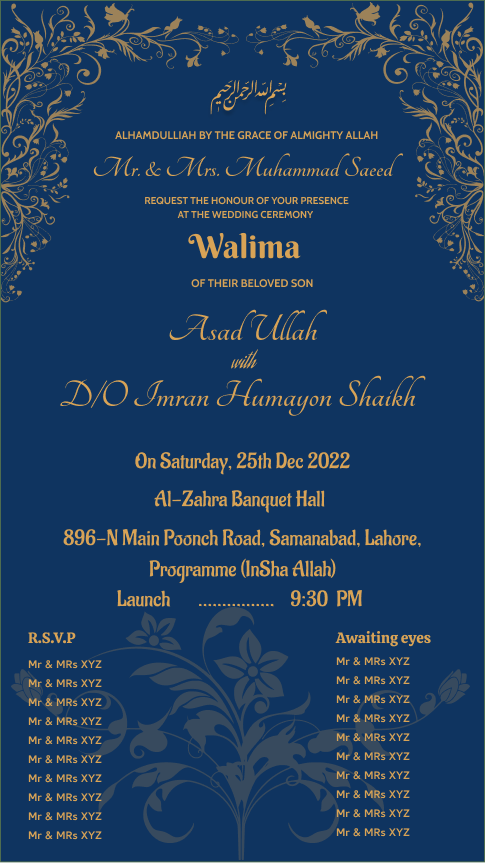 بسم الله الرحمن الرحيم
ALHAMDULLIAH BY THE GRACE OF ALMIGHTY ALLAH
Mr. & Mrs. Muhammad Saeed
REQUEST THE HONOUR OF YOUR PRESENCE
AT THE WEDDING CEREMONY
Walima
OF THEIR BELOVED SON
Asad Ullah
with
D/O Imran Humayon Shaikh
On Saturday, 25th Dec 2022
Al-Zahra Banquet Hall
896-N Main Poonch Road, Samanabad, Lahore,
Programme (InSha Allah)
Launch ................ 9:30 PM
R.S.V.P
Mr & MRs XYZ
Mr & MRs XYZ
Mr & MRs XYZ
Mr & MRs XYZ
Mr & MRs XYZ
Mr & MRs XYZ
Mr & MRs XYZ
Mr & MRs XYZ
Mr & MRs XYZ
Mr & MRs XYZ
Awaiting eyes
Mr & MRs XYZ
Mr & MRs XYZ
Mr & MRs XYZ
Mr & MRs XYZ
Mr & MRs XYZ
Mr & MRs XYZ
Mr & MRs XYZ
Mr & MRs XYZ
Mr & MRs XYZ
Mr & MRs XYZ